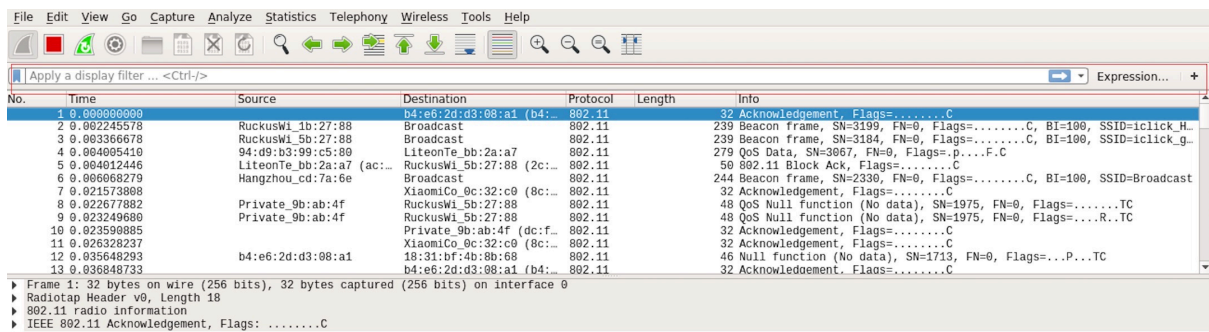 File Edit View Go Capture Analyze Statistics Telephony Wireless Tools Help
Apply a display filter ... <Ctrl-/> Expression... +
No. Time Source Destination Protocol Length Info
1 0.000000000 b4:e6:2d:d3:08:a1 (b4:… 802.11 32 Acknowledgement, Flags=........C
2 0.002245578 RuckusWi_1b:27:88 Broadcast 802.11 239 Beacon frame, SN=3199, FN=0, Flags=........C, BI=100, SSID=iclick_H…
3 0.003366678 RuckusWi_5b:27:88 Broadcast 802.11 239 Beacon frame, SN=3184, FN=0, Flags=........C, BI=100, SSID=iclick_g…
4 0.004005410 94:d9:b3:99:c5:80 LiteonTe_bb:2a:a7 802.11 279 QoS Data, SN=3067, FN=0, Flags=.p....F.C
5 0.004012446 LiteonTe_bb:2a:a7 (ac:… RuckusWi_5b:27:88 (2c:… 802.11 50 802.11 Block Ack, Flags=........C
6 0.006068279 Hangzhou_cd:7a:6e Broadcast 802.11 244 Beacon frame, SN=2330, FN=0, Flags=........C, BI=100, SSID=Broadcast
7 0.021573808 XiaomiCo_0c:32:c0 (8c:… 802.11 32 Acknowledgement, Flags=........C
8 0.022677882 Private_9b:ab:4f RuckusWi_5b:27:88 802.11 48 QoS Null function (No data), SN=1975, FN=0, Flags=.......TC
9 0.023249680 Private_9b:ab:4f RuckusWi_5b:27:88 802.11 48 QoS Null function (No data), SN=1975, FN=0, Flags=....R..TC
10 0.023590885 Private_9b:ab:4f (dc:f… 802.11 32 Acknowledgement, Flags=........C
11 0.026328237 XiaomiCo_0c:32:c0 (8c:… 802.11 32 Acknowledgement, Flags=........C
12 0.035648293 b4:e6:2d:d3:08:a1 18:31:bf:4b:8b:68 802.11 46 Null function (No data), SN=1713, FN=0, Flags=...P...TC
13 0.036848733 b4:e6:2d:d3:08:a1 (b4:… 802.11 32 Acknowledgement, Flags=........C
Frame 1: 32 bytes on wire (256 bits), 32 bytes captured (256 bits) on interface 0
Radiotap Header v0, Length 18
802.11 radio information
IEEE 802.11 Acknowledgement, Flags: ........C